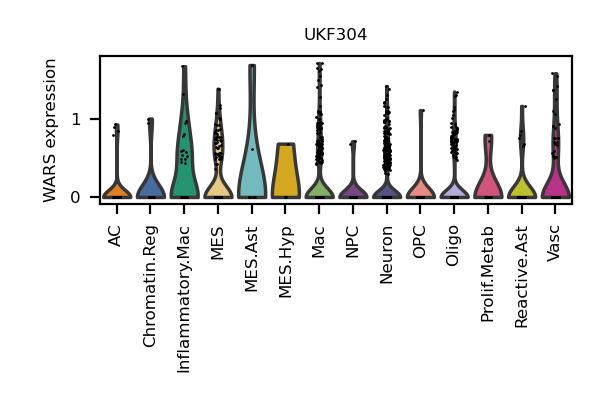 UKF304
WARS expression
1
0
AC
Chromatin.Reg
Inflammatory.Mac
MES
MES.Ast
MES.Hyp
Mac
NPC
Neuron
OPC
Oligo
Prolif.Metab
Reactive.Ast
Vasc